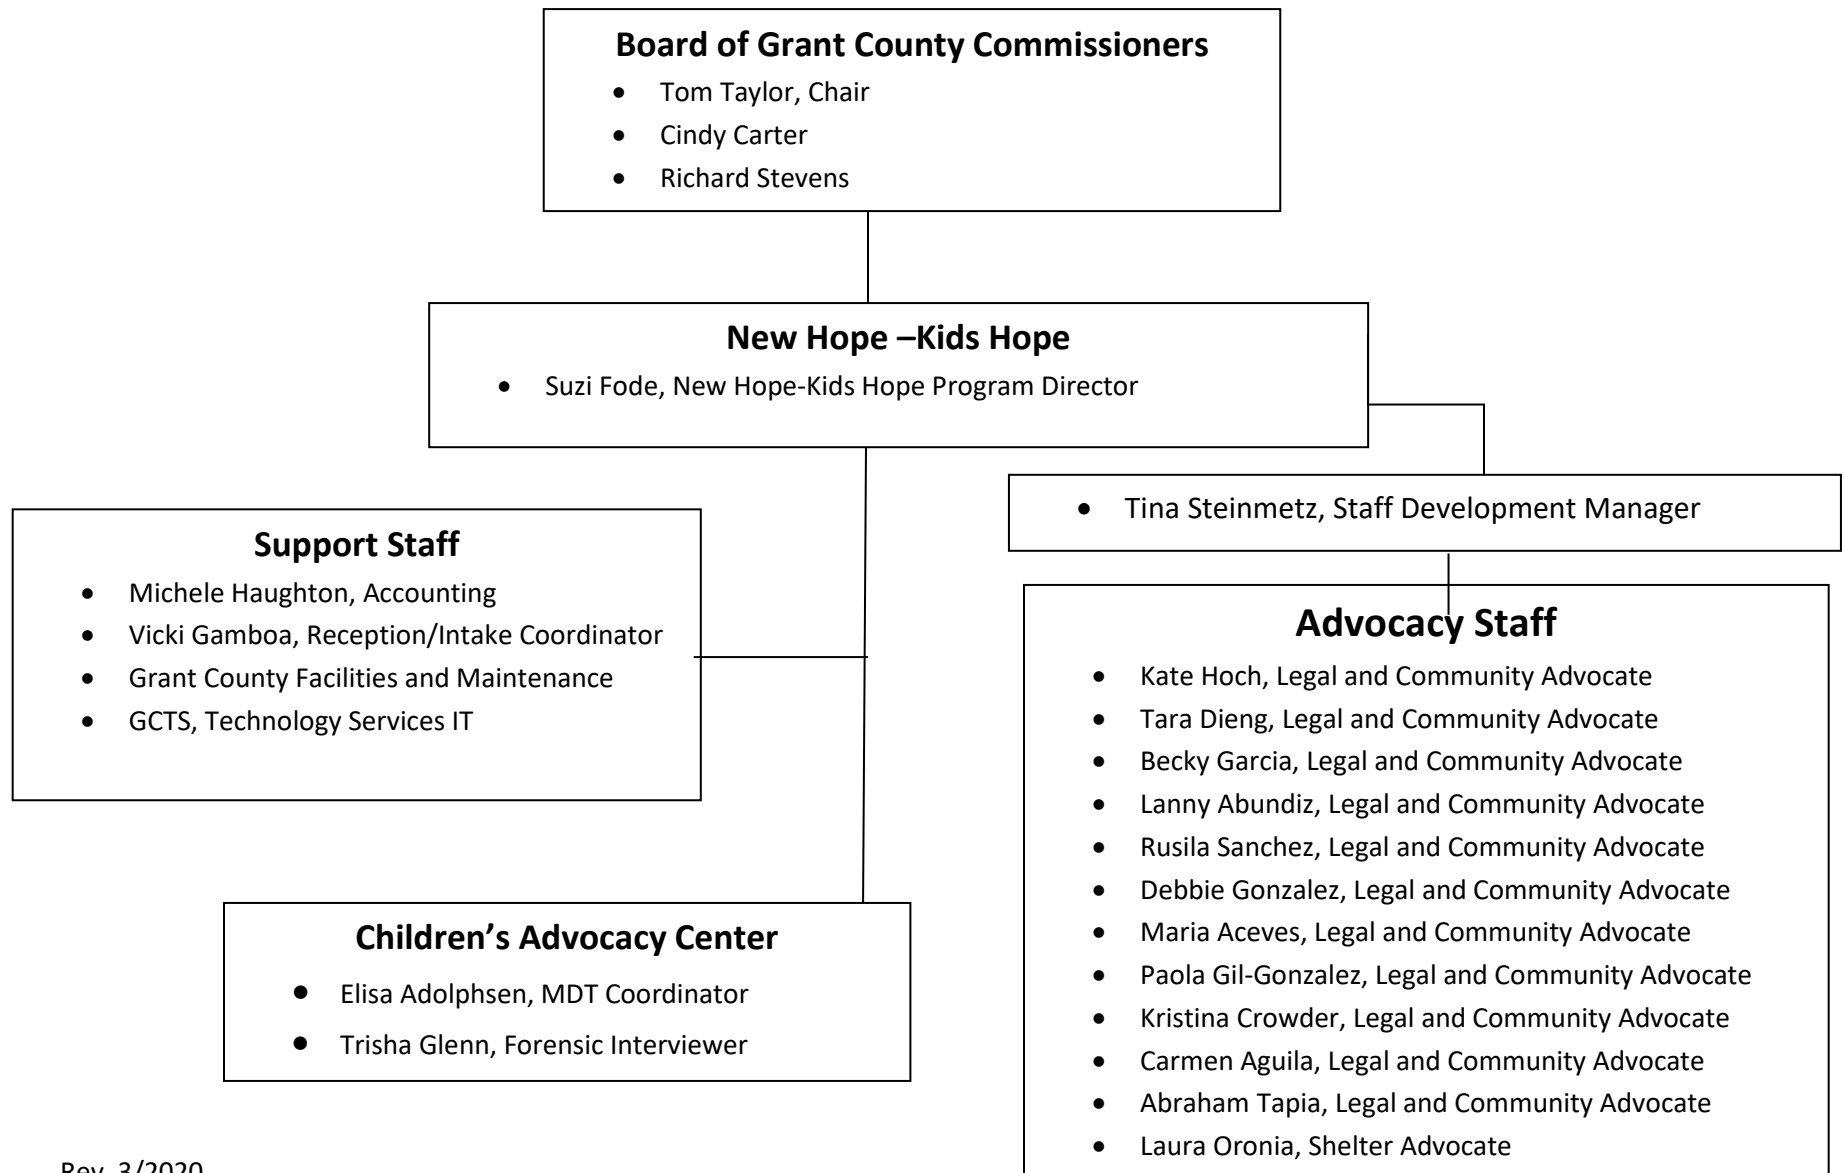 Board of Grant County Commissioners
• Tom Taylor, Chair
• Cindy Carter
• Richard Stevens
New Hope –Kids Hope
• Suzi Fode, New Hope-Kids Hope Program Director
• Tina Steinmetz, Staff Development Manager
Support Staff
• Michele Haughton, Accounting
• Vicki Gamboa, Reception/Intake Coordinator
• Grant County Facilities and Maintenance
• GCTS, Technology Services IT
Advocacy Staff
• Kate Hoch, Legal and Community Advocate
• Tara Dieng, Legal and Community Advocate
• Becky Garcia, Legal and Community Advocate
• Lanny Abundiz, Legal and Community Advocate
• Rusila Sanchez, Legal and Community Advocate
• Debbie Gonzalez, Legal and Community Advocate
• Maria Aceves, Legal and Community Advocate
• Paola Gil-Gonzalez, Legal and Community Advocate
• Kristina Crowder, Legal and Community Advocate
• Carmen Aguila, Legal and Community Advocate
• Abraham Tapia, Legal and Community Advocate
• Laura Oronia, Shelter Advocate
Children’s Advocacy Center
• Elisa Adolphsen, MDT Coordinator
• Trisha Glenn, Forensic Interviewer
Rev. 3/2020